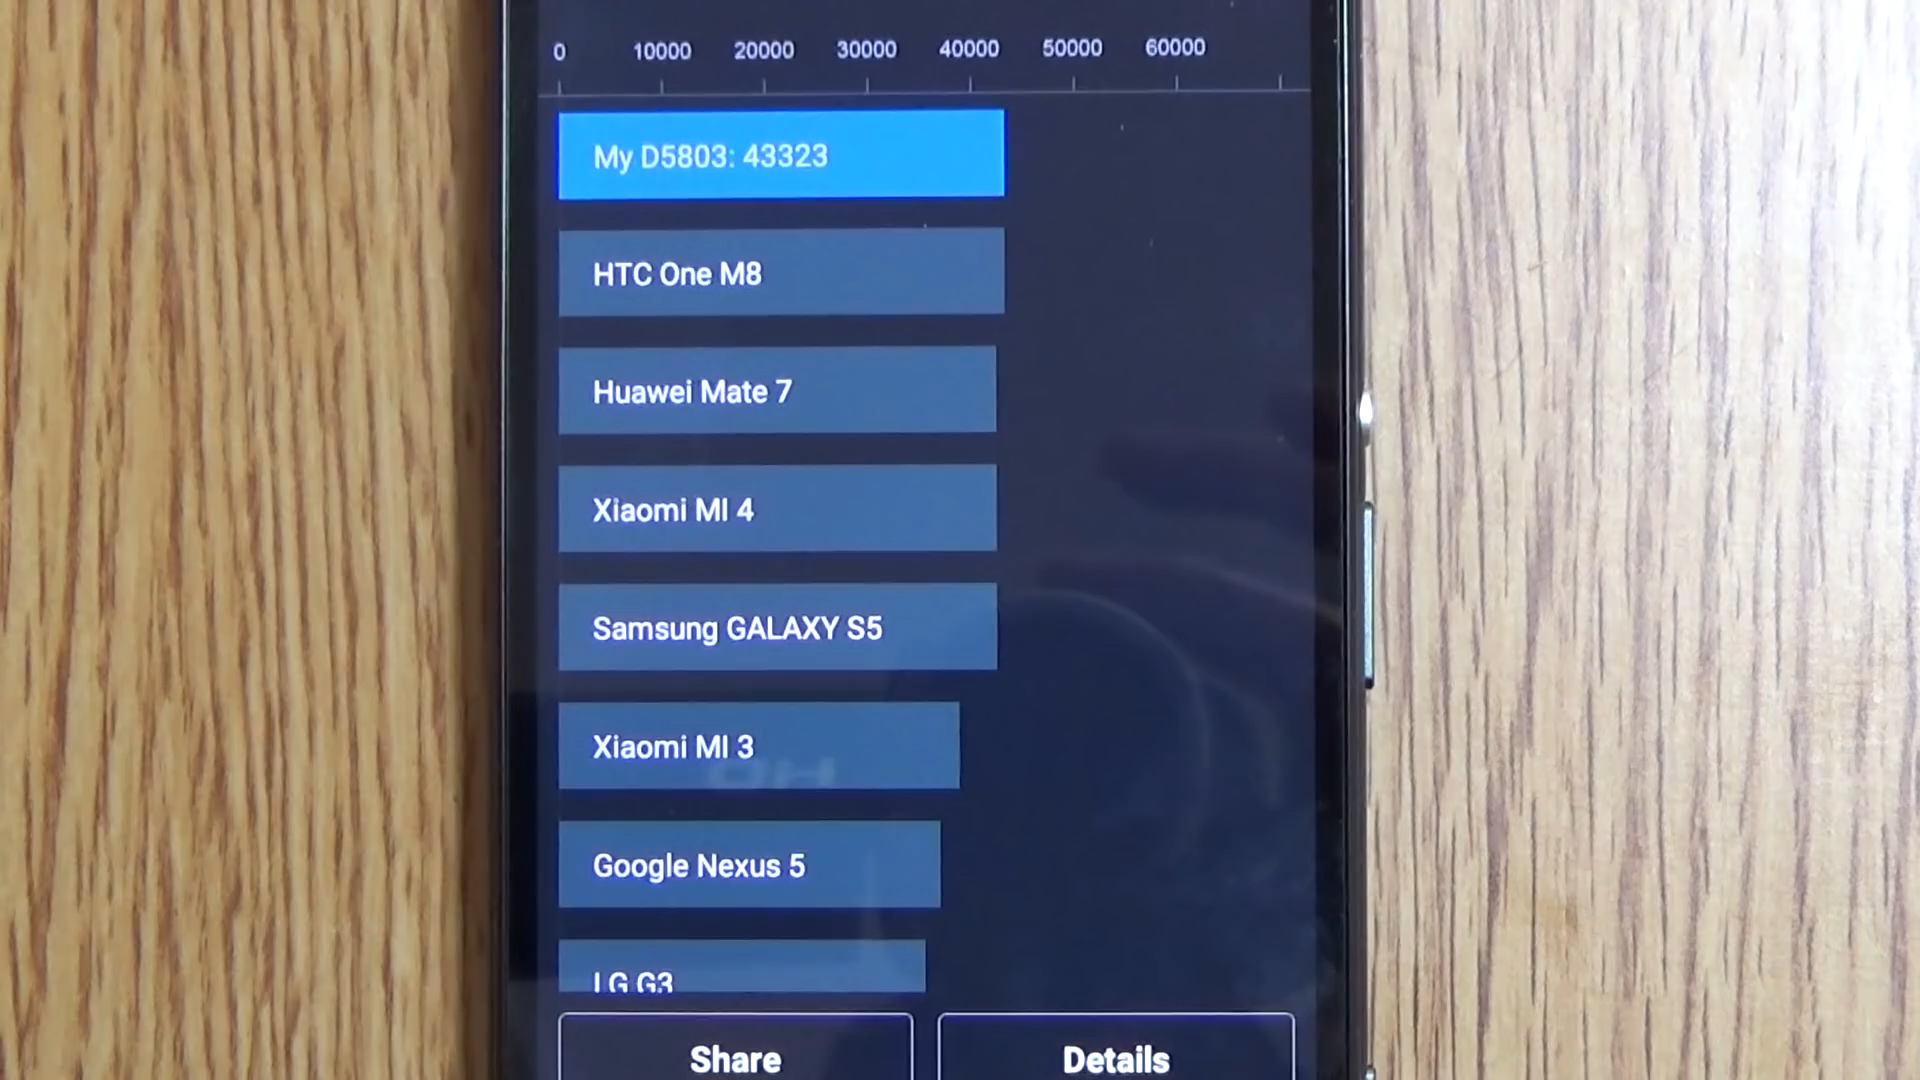 0 10000 20000 30000 40000 50000 60000
My D5803: 43323
HTC One M8
Huawei Mate 7
Xiaomi MI 4
Samsung GALAXY S5
Xiaomi MI 3
Google Nexus 5
LG G3
Share Details